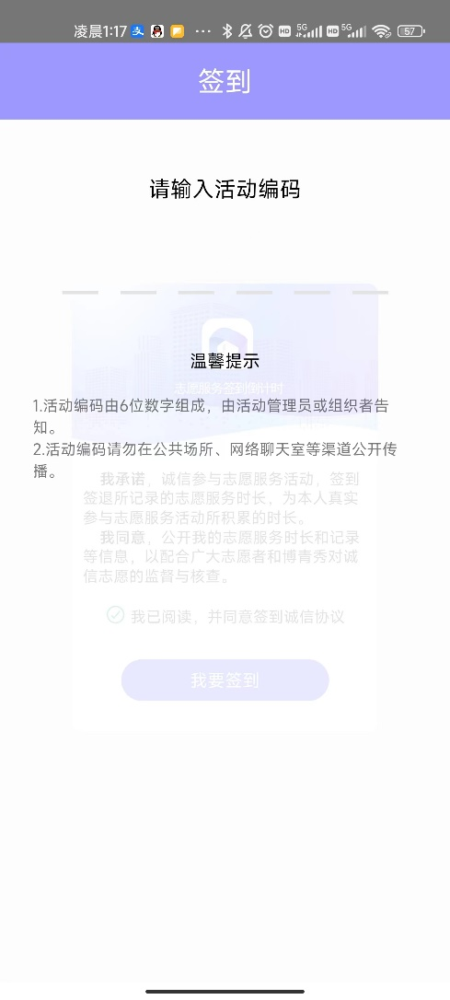 凌晨1:17
57
签到
请输入活动编码
温馨提示
志愿服务签到倒计时
1.活动编码由6位数字组成，由活动管理员或组织者告
知。
2.活动编码请勿在公共场所、网络聊天室等渠道公开传
播。
我承诺，诚信参与志愿服务活动，签到
签退所记录的志愿服务时长，为本人真实
参与志愿服务活动所积累的时长。
我同意，公开我的志愿服务时长和记录
等信息，以配合广大志愿者和博青秀对诚
信志愿的监督与核查。
我已阅读，并同意签到诚信协议
我要签到